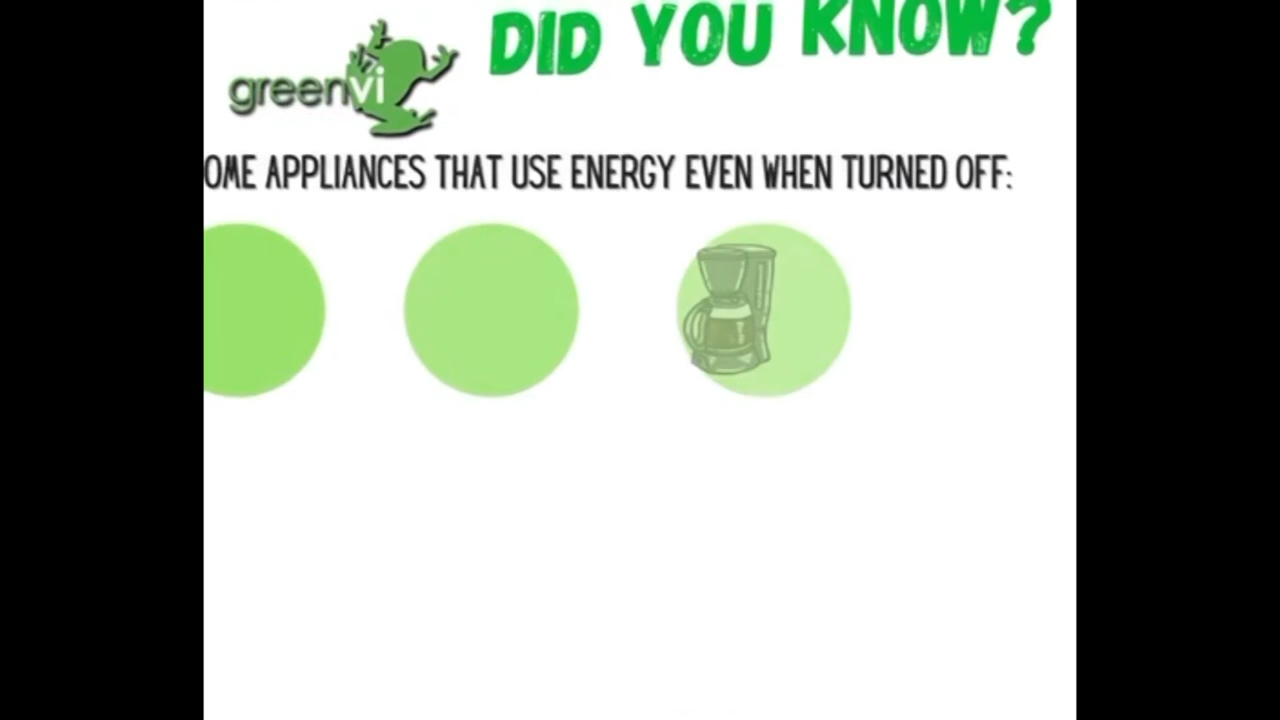 DID YOU KNOW?
greenvi
OME APPLIANCES THAT USE ENERGY EVEN WHEN TURNED OFF: